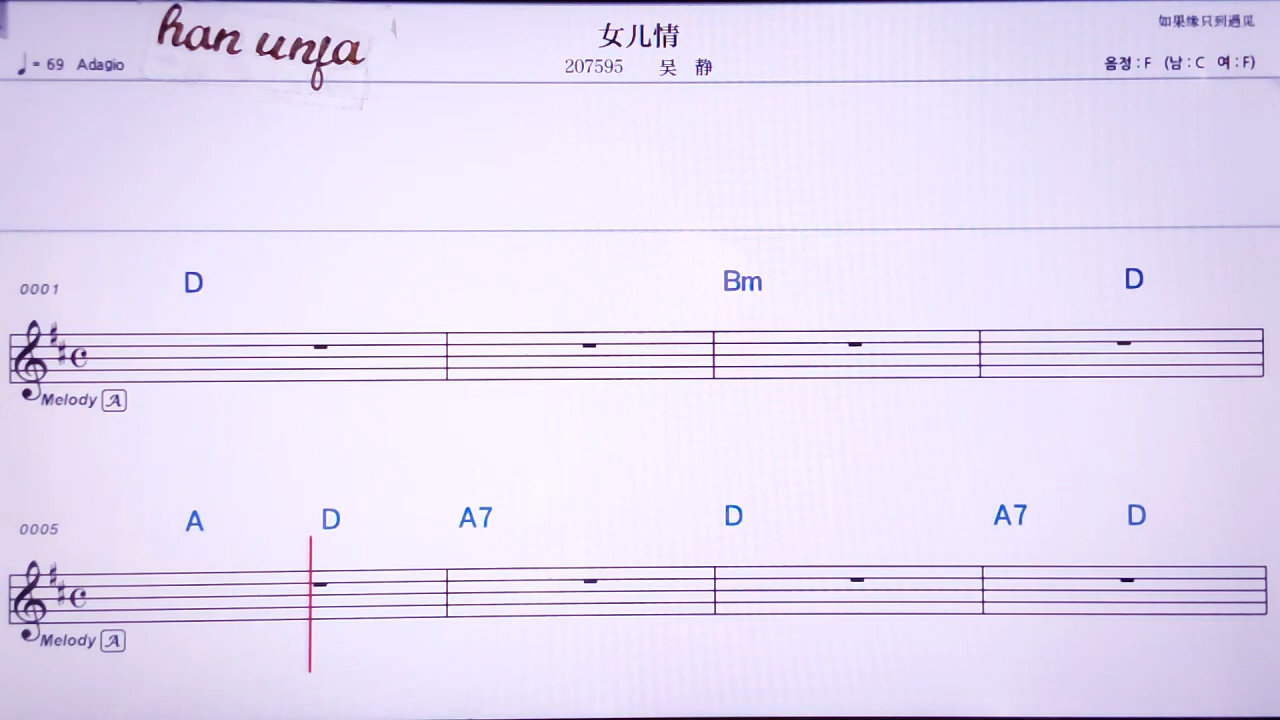 han unja
女儿情
如果缘只到遇见
♩= 69 Adagio
207595 吴 静
음정 : F (남 : C 여 : F)
0001 D Bm D
Melody A
0005 A D A7 D A7 D
Melody A